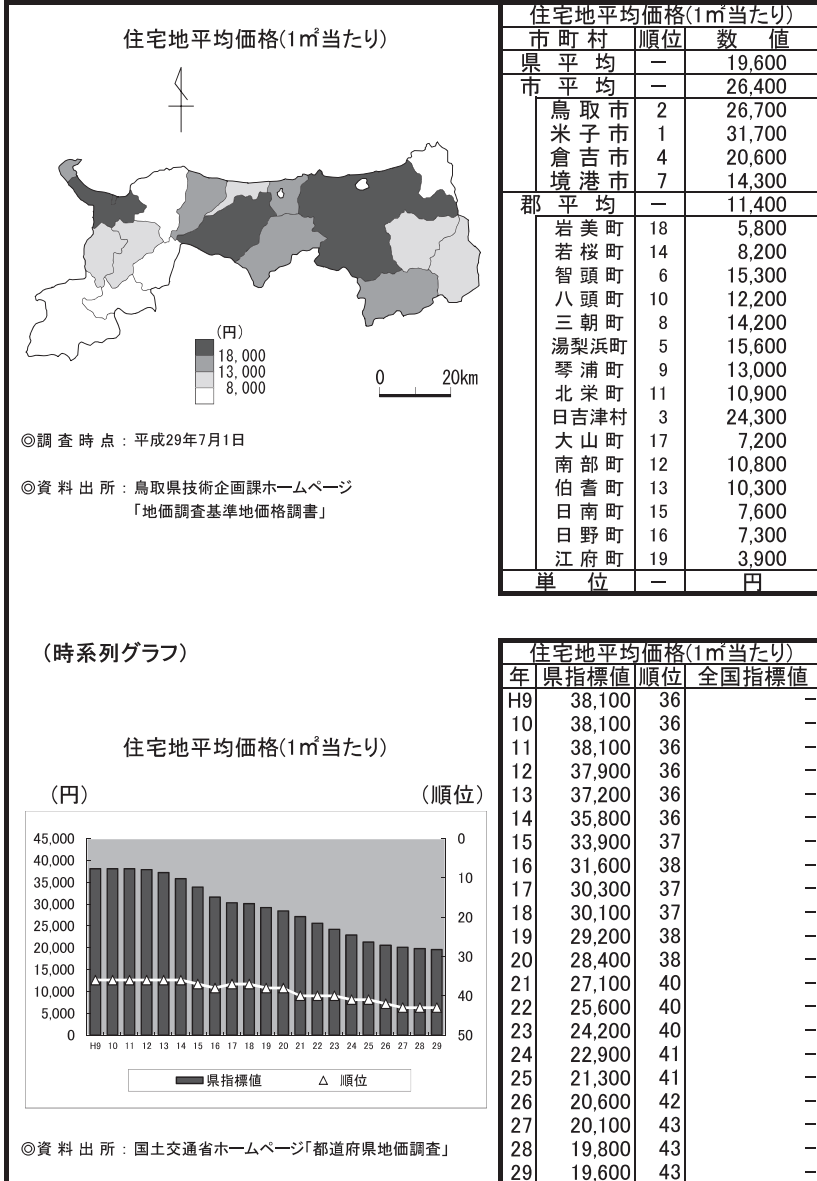 住宅地平均価格(1㎡当たり)
(円)
18,000
13,000
8,000
0 20km
◎調査時点：平成29年7月1日
◎資料出所：鳥取県技術企画課ホームページ
「地価調査基準地価格調書」
住宅地平均価格(1㎡当たり)
市町村 順位 数値
県平均 － 19,600
市平均 － 26,400
鳥取市 2 26,700
米子市 1 31,700
倉吉市 4 20,600
境港市 7 14,300
郡平均 － 11,400
岩美町 18 5,800
若桜町 14 8,200
智頭町 6 15,300
八頭町 10 12,200
三朝町 8 14,200
湯梨浜町 5 15,600
琴浦町 9 13,000
北栄町 11 10,900
日吉津村 3 24,300
大山町 17 7,200
南部町 12 10,800
伯耆町 13 10,300
日南町 15 7,600
日野町 16 7,300
江府町 19 3,900
単位 － 円
(時系列グラフ)
住宅地平均価格(1㎡当たり)
(円) (順位)
45,000 0
40,000
35,000 10
30,000
25,000 20
20,000
15,000 30
10,000 40
5,000
0 50
H9 10 11 12 13 14 15 16 17 18 19 20 21 22 23 24 25 26 27 28 29
県指標値 △ 順位
◎資料出所：国土交通省ホームページ「都道府県地価調査」
住宅地平均価格(1㎡当たり)
年 県指標値 順位 全国指標値
H9 38,100 36 －
10 38,100 36 －
11 38,100 36 －
12 37,900 36 －
13 37,200 36 －
14 35,800 36 －
15 33,900 37 －
16 31,600 38 －
17 30,300 37 －
18 30,100 37 －
19 29,200 38 －
20 28,400 38 －
21 27,100 40 －
22 25,600 40 －
23 24,200 40 －
24 22,900 41 －
25 21,300 41 －
26 20,600 42 －
27 20,100 43 －
28 19,800 43 －
29 19,600 43 －